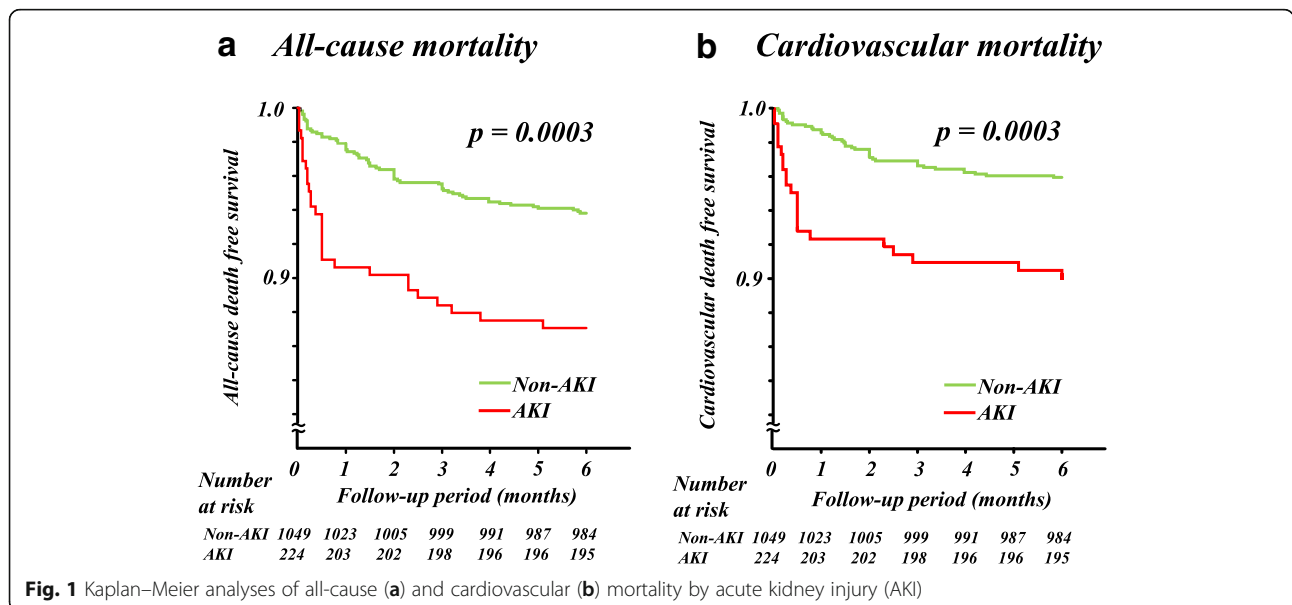 a All-cause mortality
1.0
p = 0.0003
All-cause death free survival
0.9
Non-AKI
AKI
0 1 2 3 4 5 6
Follow-up period (months)
Number
at risk
Non-AKI 1049 1023 1005 999 991 987 984
AKI 224 203 202 198 196 196 195
b Cardiovascular mortality
1.0
p = 0.0003
Cardiovascular death free survival
0.9
Non-AKI
AKI
0 1 2 3 4 5 6
Follow-up period (months)
Number
at risk
Non-AKI 1049 1023 1005 999 991 987 984
AKI 224 203 202 198 196 196 195
Fig. 1 Kaplan–Meier analyses of all-cause (a) and cardiovascular (b) mortality by acute kidney injury (AKI)